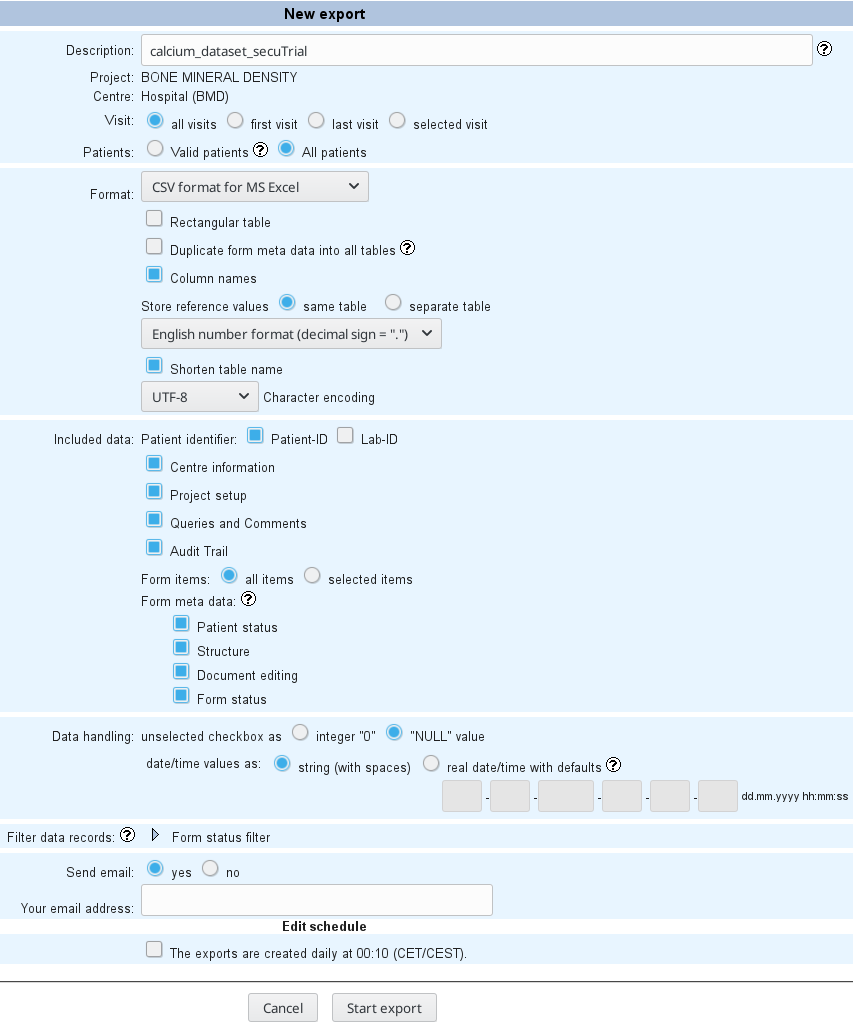 New export
Description: calcium_dataset_secuTrial ?
Project: BONE MINERAL DENSITY
Centre: Hospital (BMD)
Visit: all visits first visit last visit selected visit
Patients: Valid patients ? All patients
Format: CSV format for MS Excel
Rectangular table
Duplicate form meta data into all tables ?
Column names
Store reference values same table separate table
English number format (decimal sign = ".")
Shorten table name
UTF-8 Character encoding
Included data: Patient identifier: Patient-ID Lab-ID
Centre information
Project setup
Queries and Comments
Audit Trail
Form items: all items selected items
Form meta data: ?
Patient status
Structure
Document editing
Form status
Data handling: unselected checkbox as integer "0" "NULL" value
date/time values as: string (with spaces) real date/time with defaults ?
- - - - - dd.mm.yyyy hh:mm:ss
Filter data records: ? Form status filter
Send email: yes no
Your email address:
Edit schedule
The exports are created daily at 00:10 (CET/CEST).
Cancel Start export